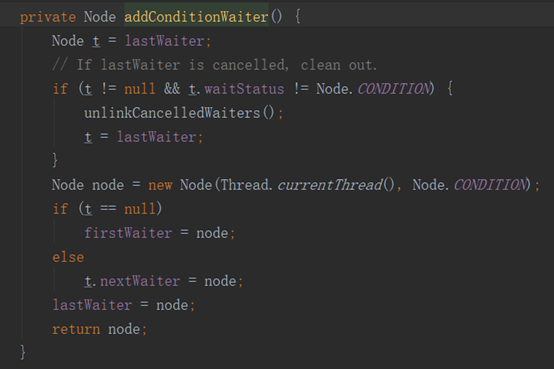 private Node addConditionWaiter() {
    Node t = lastWaiter;
    // If lastWaiter is cancelled, clean out.
    if (t != null && t.waitStatus != Node.CONDITION) {
        unlinkCancelledWaiters();
        t = lastWaiter;
    }
    Node node = new Node(Thread.currentThread(), Node.CONDITION);
    if (t == null)
        firstWaiter = node;
    else
        t.nextWaiter = node;
    lastWaiter = node;
    return node;
}